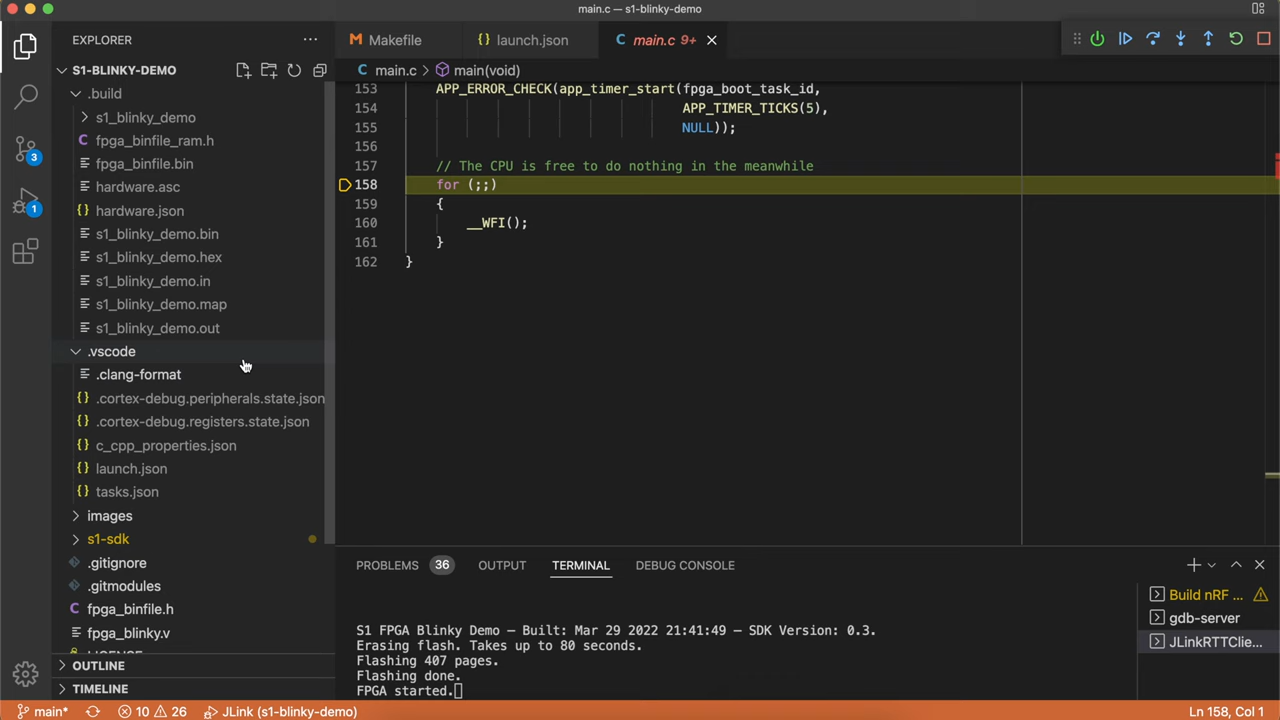 main.c — s1-blinky-demo
EXPLORER
S1-BLINKY-DEMO
.build
s1_blinky_demo
fpga_binfile_ram.h
fpga_binfile.bin
hardware.asc
hardware.json
s1_blinky_demo.bin
s1_blinky_demo.hex
s1_blinky_demo.in
s1_blinky_demo.map
s1_blinky_demo.out
.vscode
.clang-format
.cortex-debug.peripherals.state.json
.cortex-debug.registers.state.json
c_cpp_properties.json
launch.json
tasks.json
images
s1-sdk
.gitignore
.gitmodules
fpga_binfile.h
fpga_blinky.v
OUTLINE
TIMELINE
3
1
M Makefile {} launch.json C main.c 9+
C main.c > main(void)
153 APP_ERROR_CHECK(app_timer_start(fpga_boot_task_id,
154 APP_TIMER_TICKS(5),
155 NULL));
156
157 // The CPU is free to do nothing in the meanwhile
158 for (;;)
159 {
160 __WFI();
161 }
162 }
PROBLEMS 36 OUTPUT TERMINAL DEBUG CONSOLE
S1 FPGA Blinky Demo – Built: Mar 29 2022 21:41:49 – SDK Version: 0.3.
Erasing flash. Takes up to 80 seconds.
Flashing 407 pages.
Flashing done.
FPGA started.
Build nRF ...
gdb-server
JLinkRTTClie...
main* 10 26 JLink (s1-blinky-demo) Ln 158, Col 1